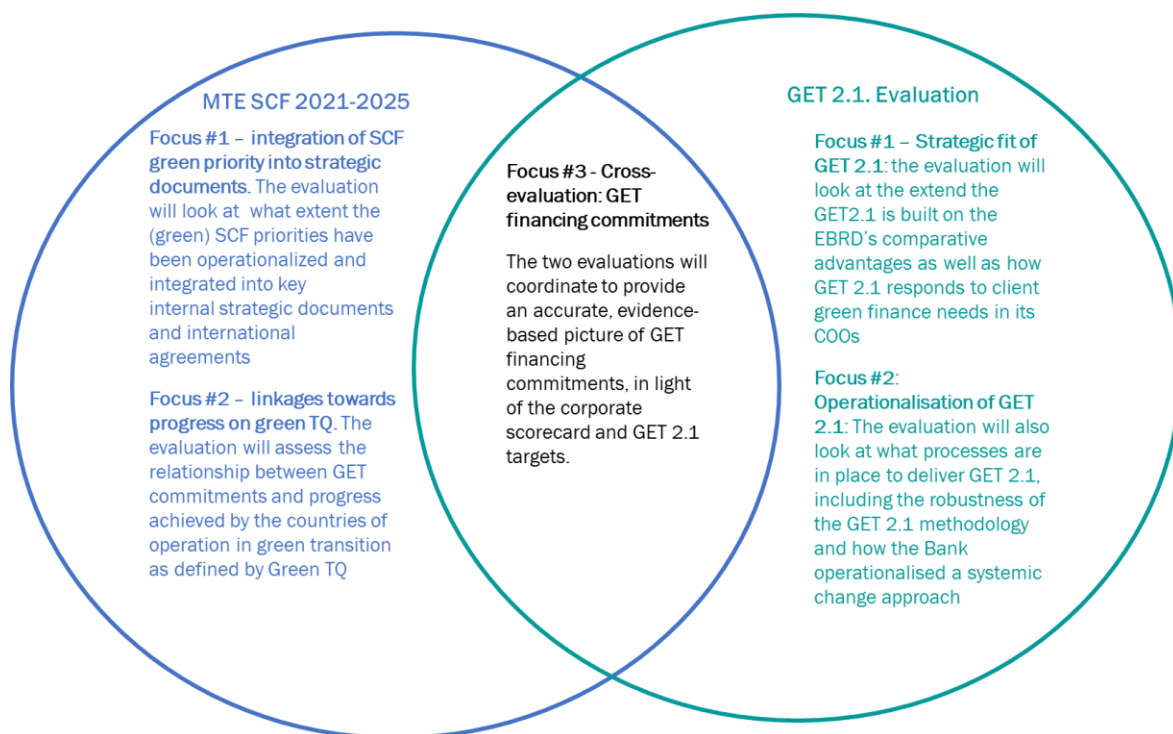 MTE SCF 2021-2025
Focus #1 – integration of SCF
green priority into strategic
documents. The evaluation
will look at  what extent the
(green) SCF priorities have
been operationalized and
integrated into key
internal strategic documents
and international
agreements
Focus #2 – linkages towards
progress on green TQ. The
evaluation will assess the
relationship between GET
commitments and progress
achieved by the countries of
operation in green transition
as defined by Green TQ
Focus #3 - Cross-
evaluation: GET
financing commitments
The two evaluations will
coordinate to provide
an accurate, evidence-
based picture of GET
financing
commitments, in light
of the corporate
scorecard and GET 2.1
targets.
GET 2.1. Evaluation
Focus #1 – Strategic fit of
GET 2.1: the evaluation will
look at the extend the
GET2.1 is built on the
EBRD's comparative
advantages as well as how
GET 2.1 responds to client
green finance needs in its
COOs
Focus #2:
Operationalisation of GET
2.1: The evaluation will also
look at what processes are
in place to deliver GET 2.1,
including the robustness of
the GET 2.1 methodology
and how the Bank
operationalised a systemic
change approach